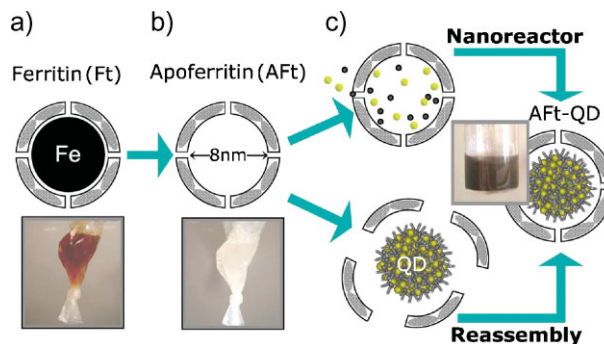 a)
Ferritin (Ft)
Fe
b)
Apoferritin (AFt)
8nm
c)
Nanoreactor
AFt-QD
QD
Reassembly